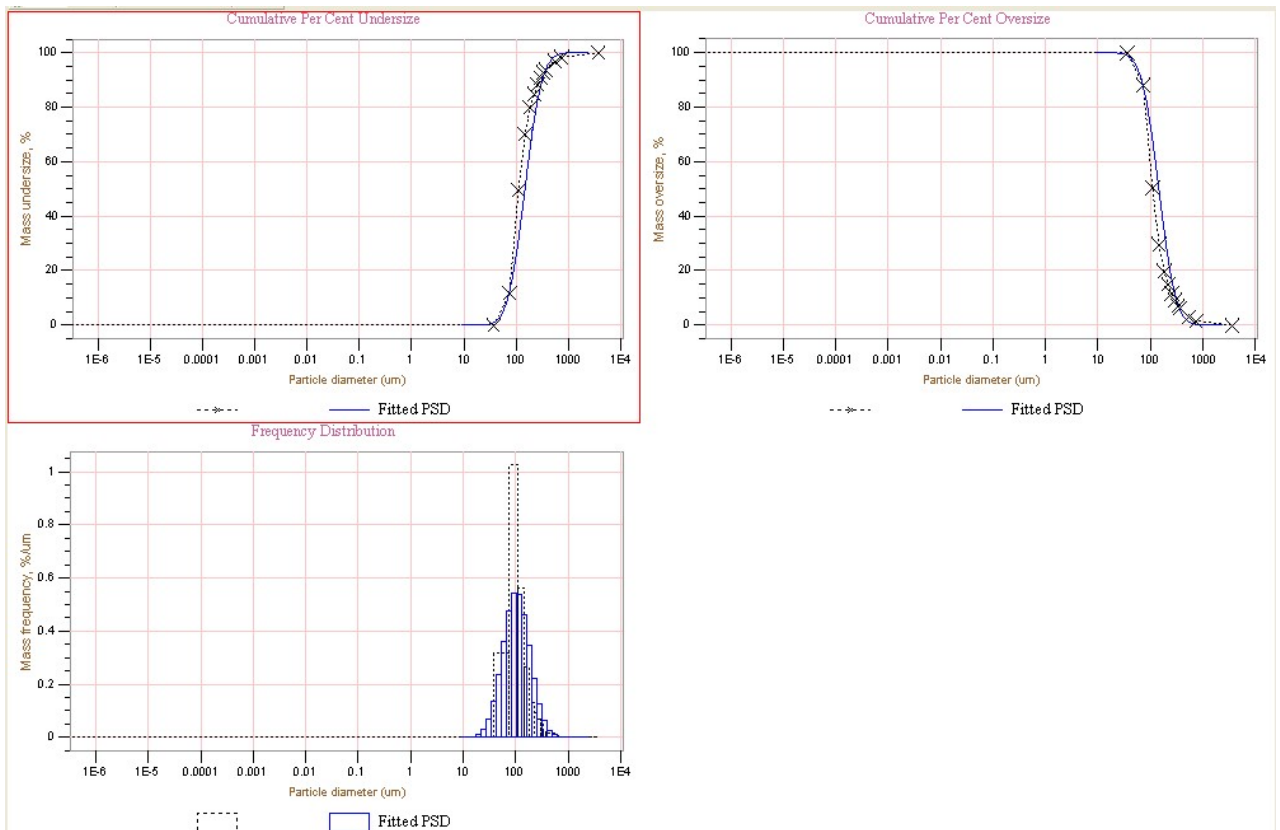 Cumulative Per Cent Undersize
Mass undersize, %
100
80
60
40
20
0
1E-6 1E-5 0.0001 0.001 0.01 0.1 1 10 100 1000 1E4
Particle diameter (um)
Fitted PSD
Cumulative Per Cent Oversize
Mass oversize, %
100
80
60
40
20
0
1E-6 1E-5 0.0001 0.001 0.01 0.1 1 10 100 1000 1E4
Particle diameter (um)
Fitted PSD
Frequency Distribution
Mass frequency, %/um
1
0.8
0.6
0.4
0.2
0
1E-6 1E-5 0.0001 0.001 0.01 0.1 1 10 100 1000 1E4
Particle diameter (um)
Fitted PSD